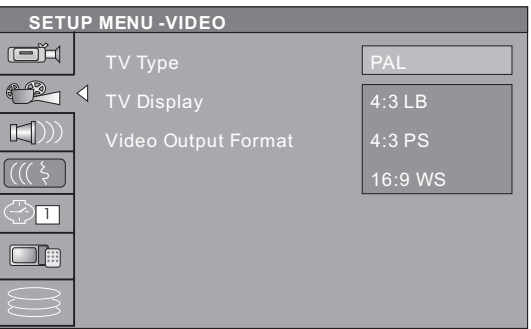 SETUP MENU -VIDEO
TV Type PAL
TV Display 4:3 LB
Video Output Format 4:3 PS
16:9 WS
1